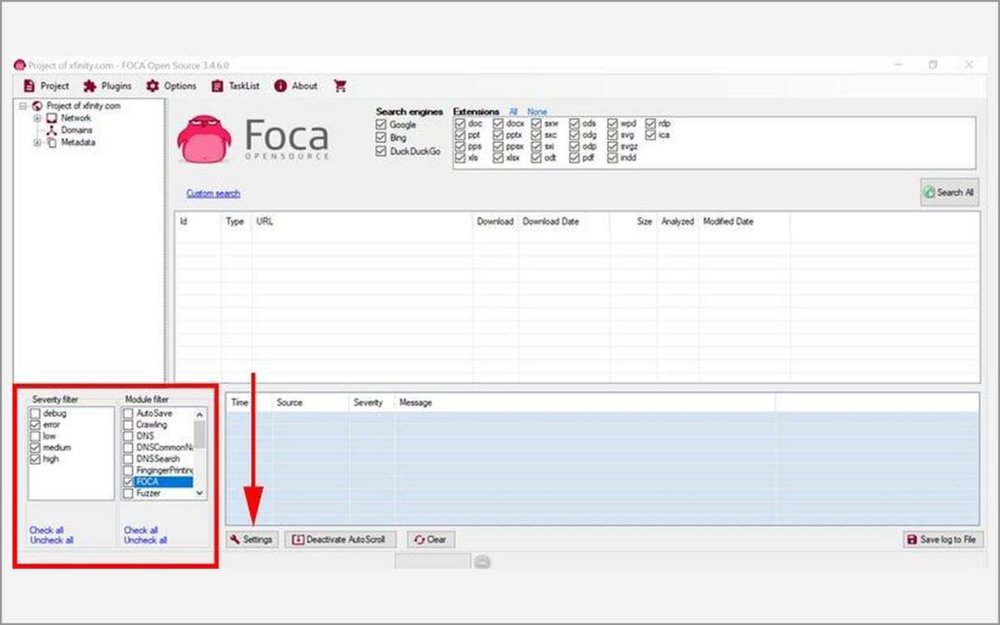 Project of xfinity.com - FOCA Open Source 3.4.6.0
Project Plugins Options TaskList About
Project of xfinity.com
Network
Domains
Metadata
Foca
OPENSOURCE
Search engines
Google
Bing
DuckDuckGo
Extensions All None
doc docx sxw ods wpd rdp
ppt pptx sxc odg svg ica
pps ppsx sxi odp svgz
xls xlsx odt pdf indd
Custom search
Search All
Id Type URL Download Download Date Size Analyzed Modified Date
Severity filter
debug
error
low
medium
high
Check all
Uncheck all
Module filter
AutoSave
Crawling
DNS
DNSCommonNa
DNSSearch
FingingerPrinting
FOCA
Fuzzer
Check all
Uncheck all
Time Source Severity Message
Settings Deactivate AutoScroll Clear Save log to File